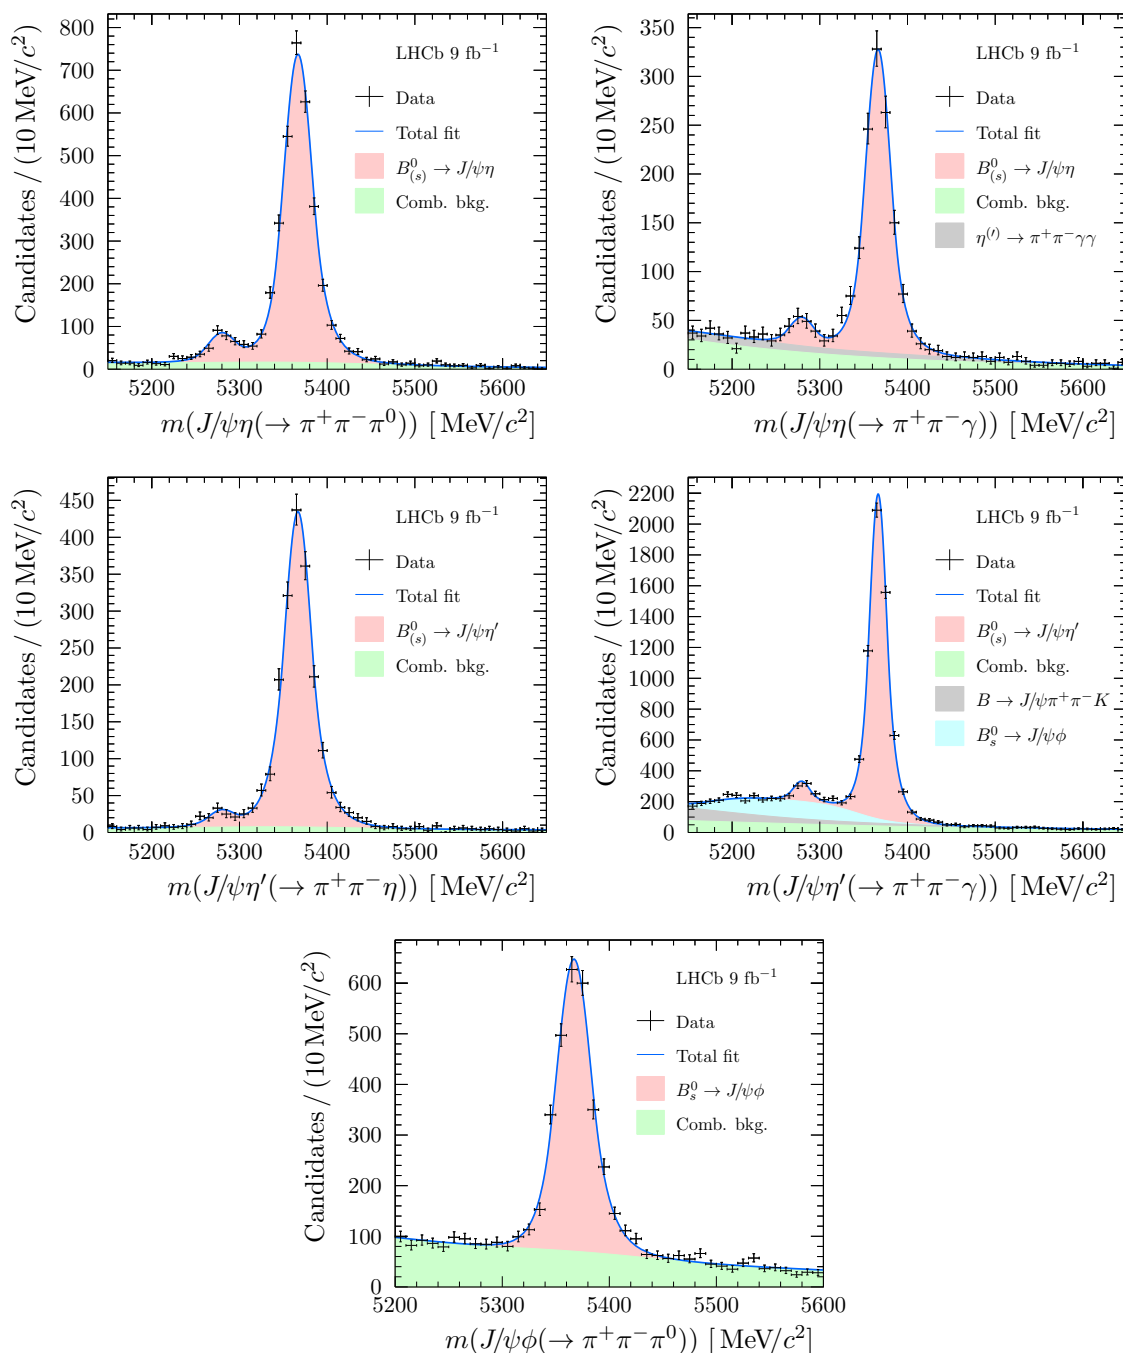 Candidates / (10 MeV/c²)
800
700
600
500
400
300
200
100
0
LHCb 9 fb⁻¹
Data
Total fit
B⁰₍ₛ₎ → J/ψη
Comb. bkg.
5200 5300 5400 5500 5600
m(J/ψη(→ π⁺π⁻π⁰)) [MeV/c²]
Candidates / (10 MeV/c²)
350
300
250
200
150
100
50
0
LHCb 9 fb⁻¹
Data
Total fit
B⁰₍ₛ₎ → J/ψη
Comb. bkg.
η⁽′⁾ → π⁺π⁻γγ
5200 5300 5400 5500 5600
m(J/ψη(→ π⁺π⁻γ)) [MeV/c²]
Candidates / (10 MeV/c²)
450
400
350
300
250
200
150
100
50
0
LHCb 9 fb⁻¹
Data
Total fit
B⁰₍ₛ₎ → J/ψη′
Comb. bkg.
5200 5300 5400 5500 5600
m(J/ψη′(→ π⁺π⁻η)) [MeV/c²]
Candidates / (10 MeV/c²)
2200
2000
1800
1600
1400
1200
1000
800
600
400
200
0
LHCb 9 fb⁻¹
Data
Total fit
B⁰₍ₛ₎ → J/ψη′
Comb. bkg.
B → J/ψπ⁺π⁻K
B⁰ₛ → J/ψϕ
5200 5300 5400 5500 5600
m(J/ψη′(→ π⁺π⁻γ)) [MeV/c²]
Candidates / (10 MeV/c²)
600
500
400
300
200
100
0
LHCb 9 fb⁻¹
Data
Total fit
B⁰ₛ → J/ψϕ
Comb. bkg.
5200 5300 5400 5500 5600
m(J/ψϕ(→ π⁺π⁻π⁰)) [MeV/c²]